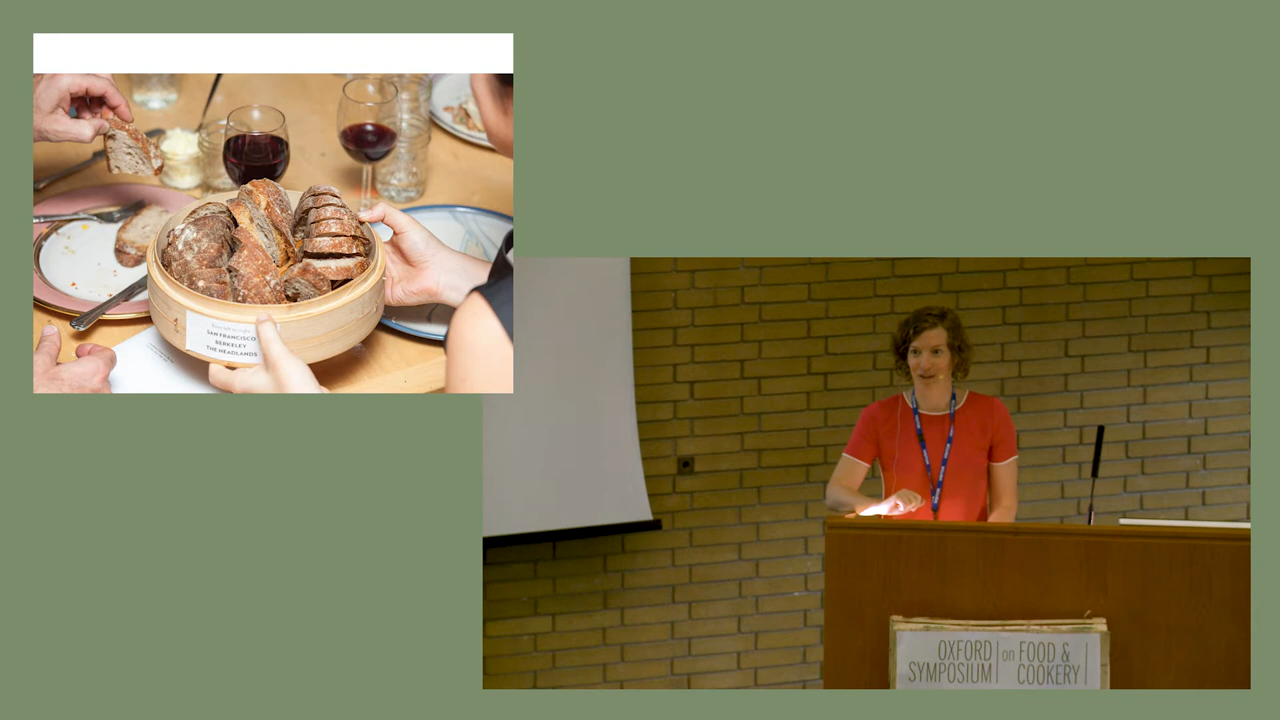 SAN FRANCISCO
BERKELEY
THE HEADLANDS
OXFORD | on FOOD &
SYMPOSIUM | COOKERY |